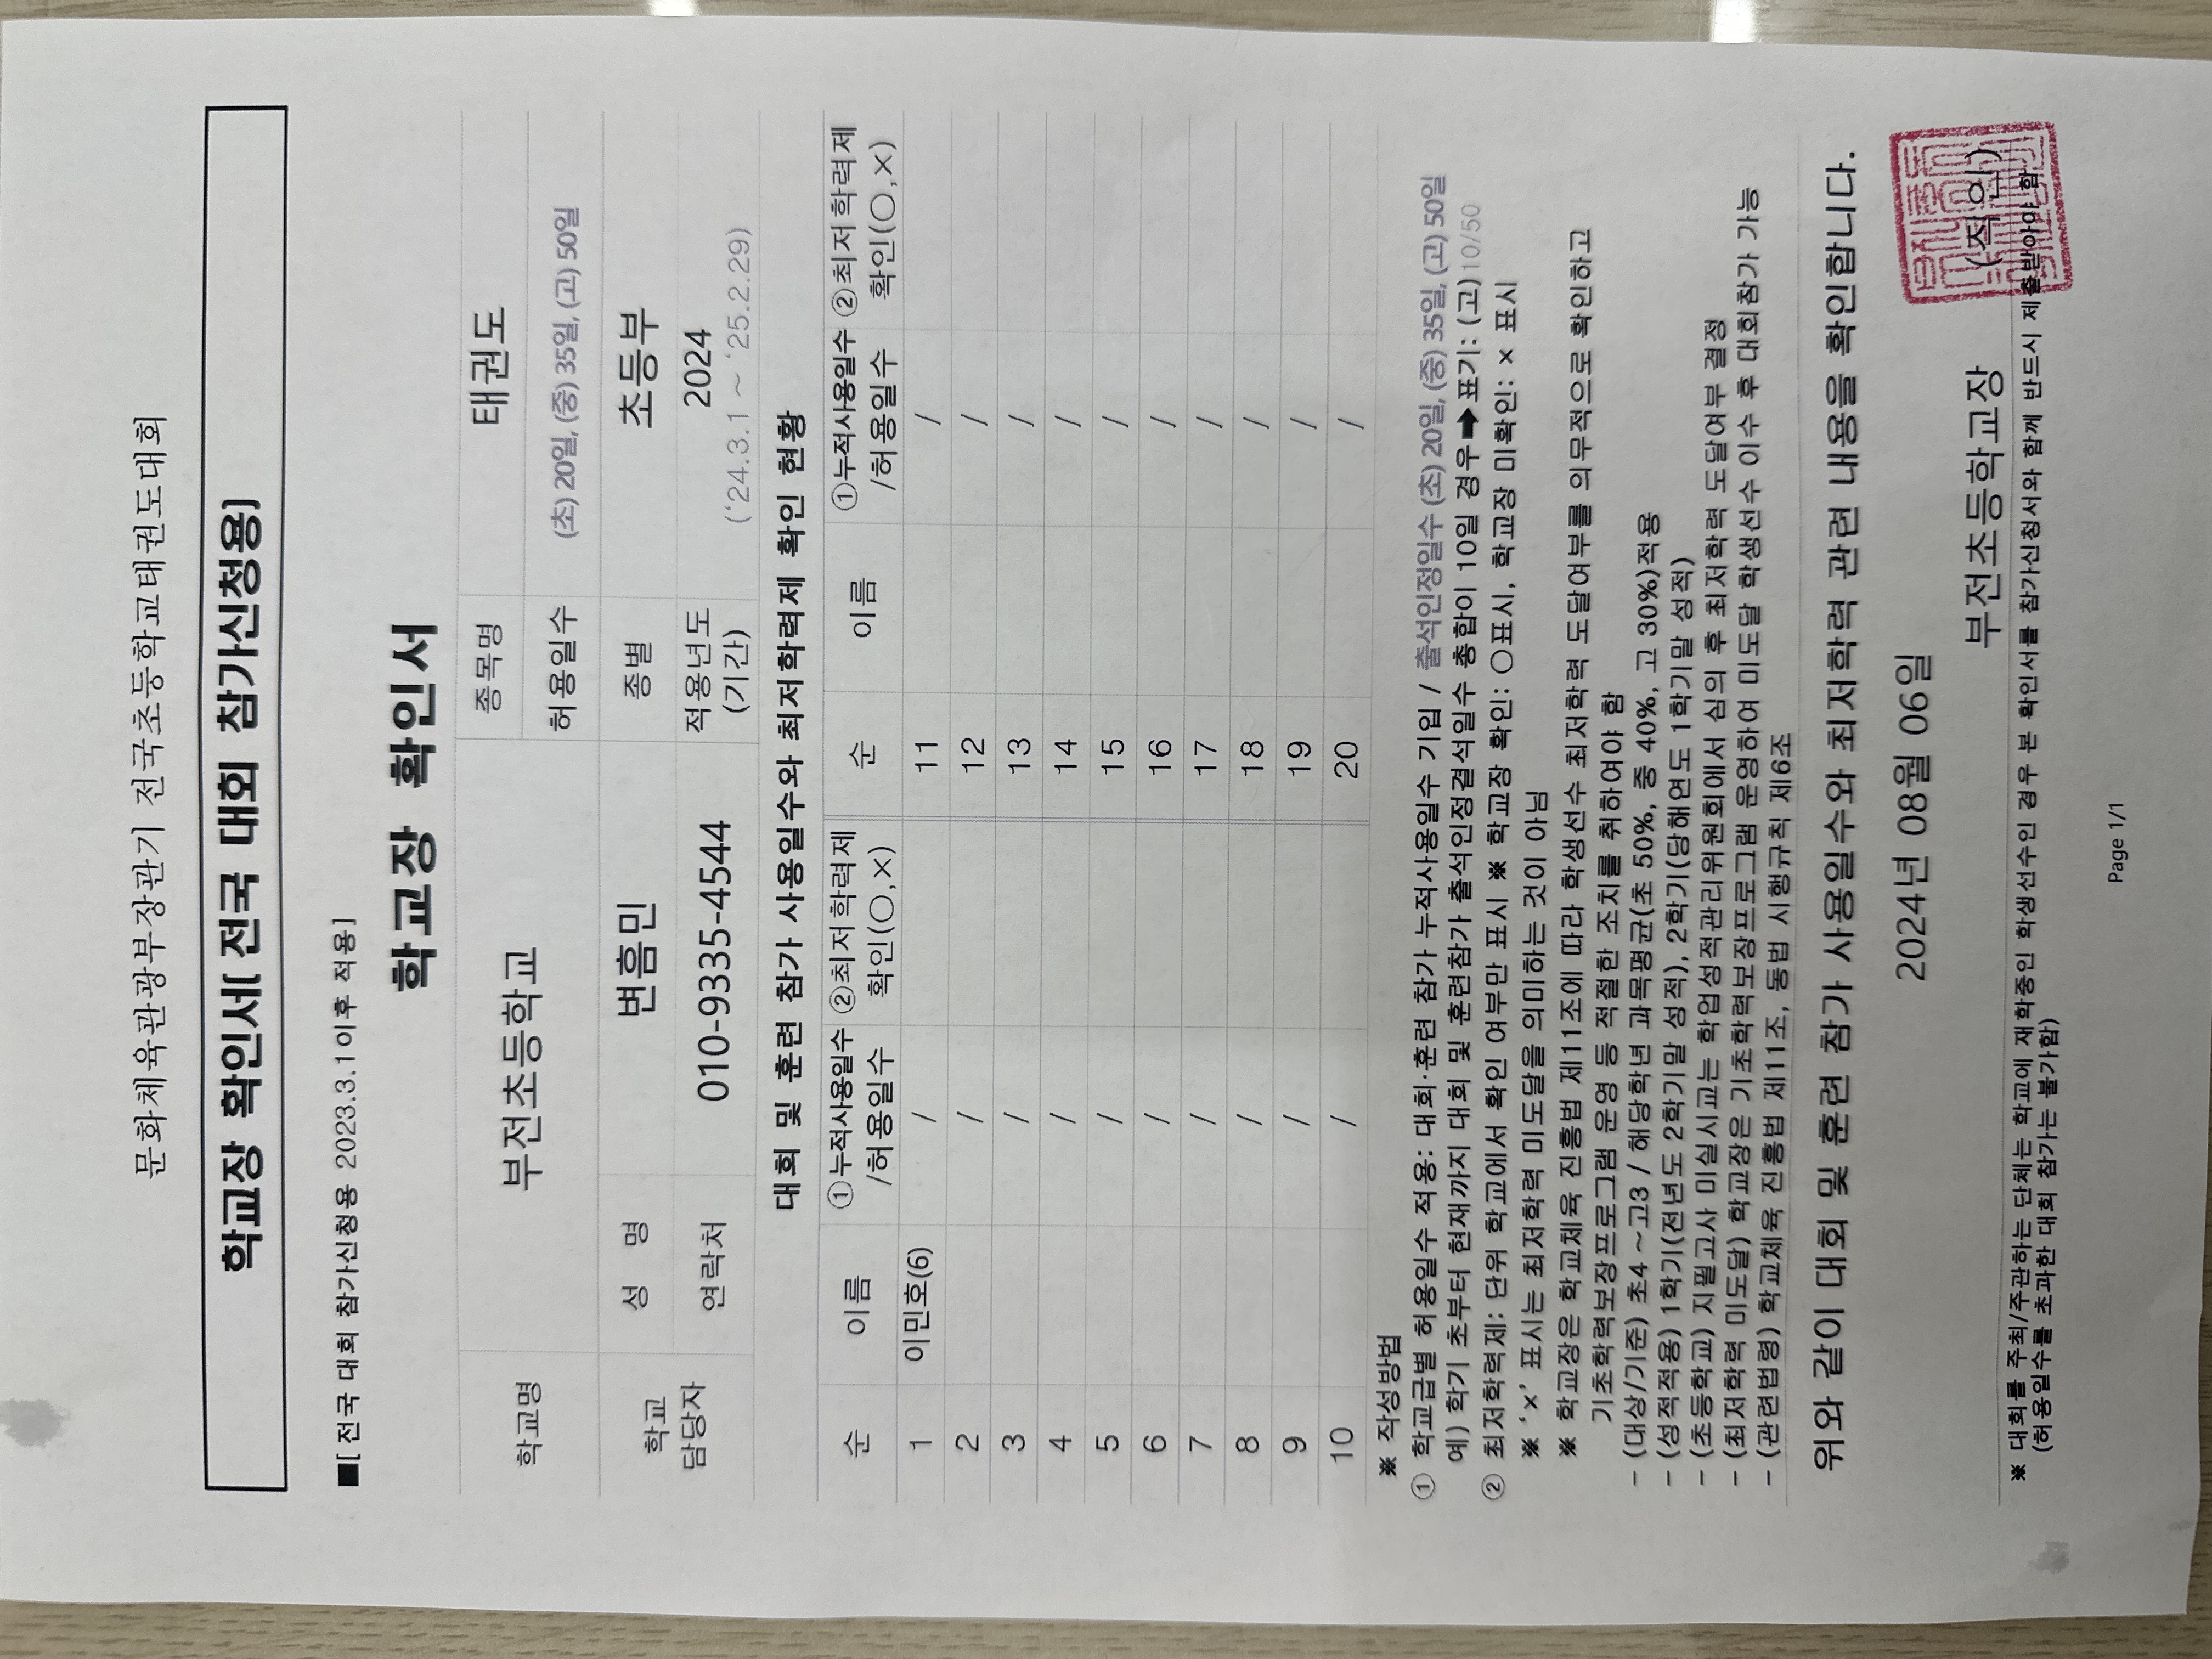 문화체육관광부장관기 전국초등학교태권도대회
학교장 확인서[ 전국 대회 참가신청용]
■[ 전국 대회 참가신청용 2023.3.1이후 적용]
학교장 확인서
학교명 부전초등학교 종목명 태권도
허용일수 (초) 20일, (중) 35일, (고) 50일
학교 담당자 성 명 변흠민 종별 초등부
연락처 010-9335-4544 적용년도 (기간) 2024 (‘24.3.1 ~ ‘25.2.29)
대회 및 훈련 참가 사용일수와 최저학력제 확인 현황
순 이름 ①누적사용일수 /허용일수 ②최저학력제 확인(○,×) 순 이름 ①누적사용일수 /허용일수 ②최저학력제 확인(○,×)
1 이민호(6) / 11 /
2 / 12 /
3 / 13 /
4 / 14 /
5 / 15 /
6 / 16 /
7 / 17 /
8 / 18 /
9 / 19 /
10 / 20 /
※ 작성방법
① 학교급별 허용일수 적용: 대회·훈련 참가 누적사용일수 기입 / 출석인정일수 (초) 20일, (중) 35일, (고) 50일
예) 학기 초부터 현재까지 대회 및 훈련참가 출석인정결석일수 총합이 10일 경우 ➡ 표기: (고) 10/50
② 최저학력제: 단위 학교에서 확인 여부만 표시 ※ 학교장 확인: ○표시, 학교장 미확인: × 표시
※ ‘×’ 표시는 최저학력 미도달을 의미하는 것이 아님
※ 학교장은 학교체육 진흥법 제11조에 따라 학생선수 최저학력 도달여부를 의무적으로 확인하고
기초학력보장프로그램 운영 등 적절한 조치를 취하여야 함
- (대상/기준) 초4 ~고3 / 해당학년 과목평균(초 50%, 중 40%, 고 30%)적용
- (성적적용) 1학기(전년도 2학기말 성적), 2학기(당해연도 1학기말 성적)
- (초등학교) 지필고사 미실시교는 학업성적관리위원회에서 심의 후 최저학력 도달여부 결정
- (최저학력 미도달) 학교장은 기초학력보장프로그램 운영하여 미도달 학생선수 이수 후 대회참가 가능
- (관련법령) 학교체육 진흥법 제11조, 동법 시행규칙 제6조
위와 같이 대회 및 훈련 참가 사용일수와 최저학력 관련 내용을 확인합니다.
2024년 08월 06일
부전초등학교장 (직인)
※ 대회를 주최/주관하는 단체는 학교에 재학중인 학생선수인 경우 본 확인서를 참가신청서와 함께 반드시 제출받아야 함
(허용일수를 초과한 대회 참가는 불가함)
Page 1/1